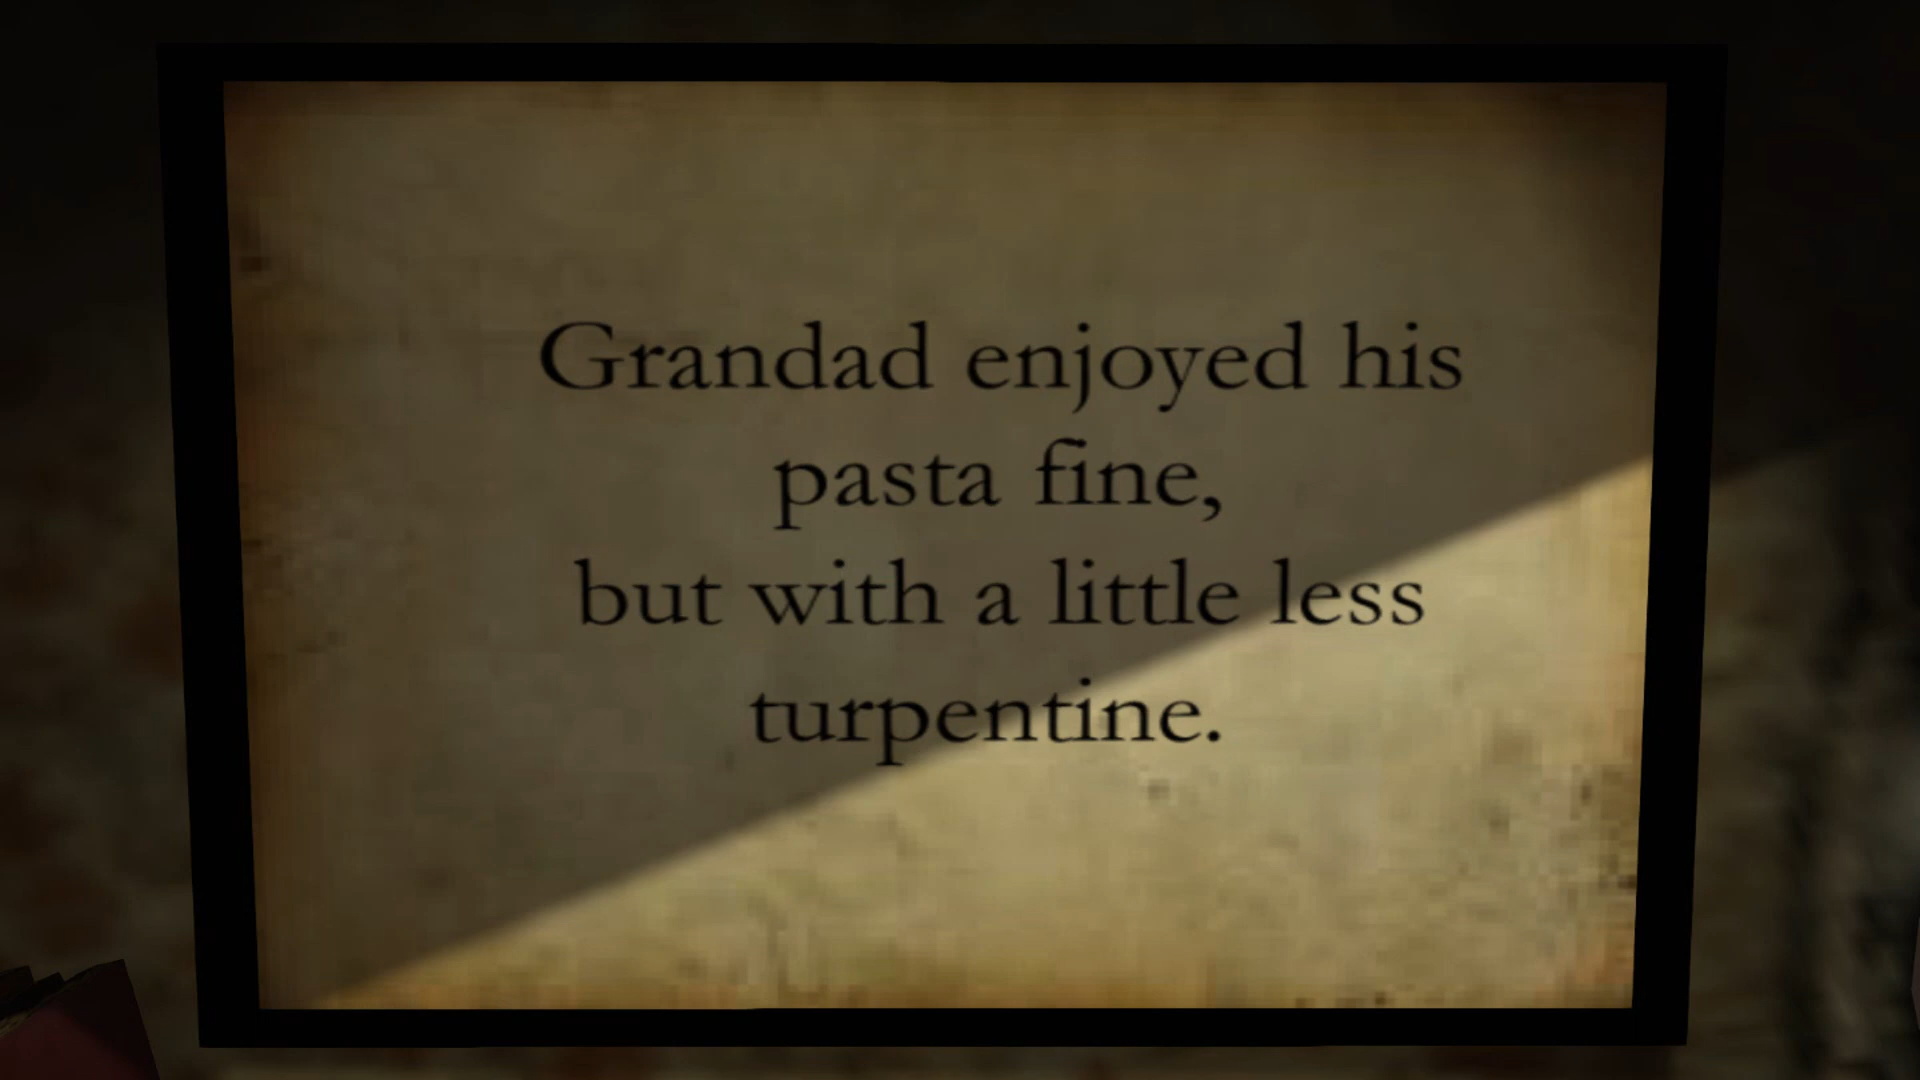 Grandad enjoyed his
pasta fine,
but with a little less
turpentine.